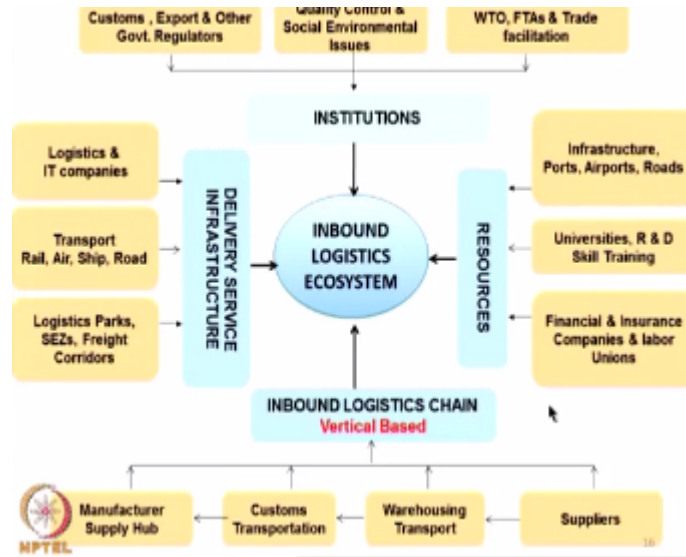 Customs , Export & Other
Govt. Regulators
Quality Control &
Social Environmental
Issues
WTO, FTAs & Trade
facilitation
INSTITUTIONS
Logistics &
IT companies
Transport
Rail, Air, Ship, Road
Logistics Parks,
SEZs, Freight
Corridors
DELIVERY SERVICE
INFRASTRUCTURE
INBOUND
LOGISTICS
ECOSYSTEM
RESOURCES
Infrastructure,
Ports, Airports, Roads
Universities, R & D
Skill Training
Financial & Insurance
Companies & labor
Unions
INBOUND LOGISTICS CHAIN
Vertical Based
Manufacturer
Supply Hub
Customs
Transportation
Warehousing
Transport
Suppliers
NPTEL
16